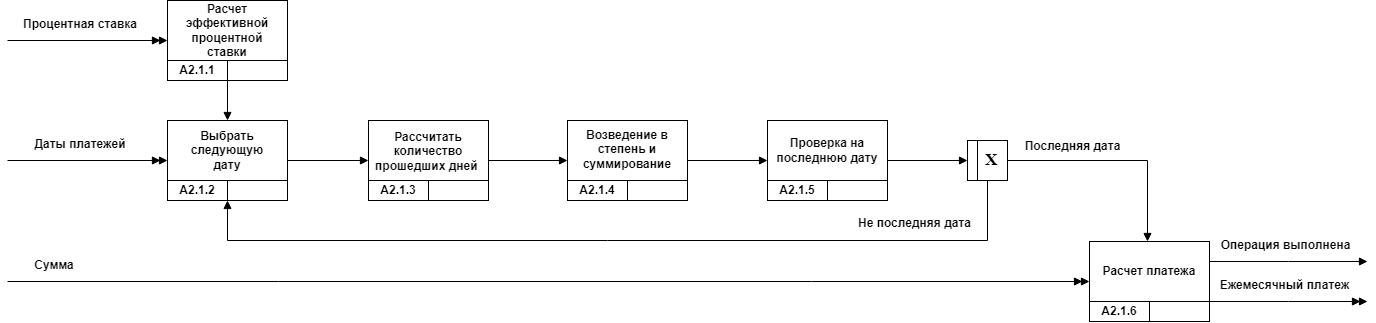 Процентная ставка
Расчет
эффективной
процентной
ставки
A2.1.1
Даты платежей
Выбрать
следующую
дату
A2.1.2
Рассчитать
количество
прошедших дней
A2.1.3
Возведение в
степень и
суммирование
A2.1.4
Проверка на
последнюю дату
A2.1.5
X
Последняя дата
Не последняя дата
Сумма
Расчет платежа
A2.1.6
Операция выполнена
Ежемесячный платеж